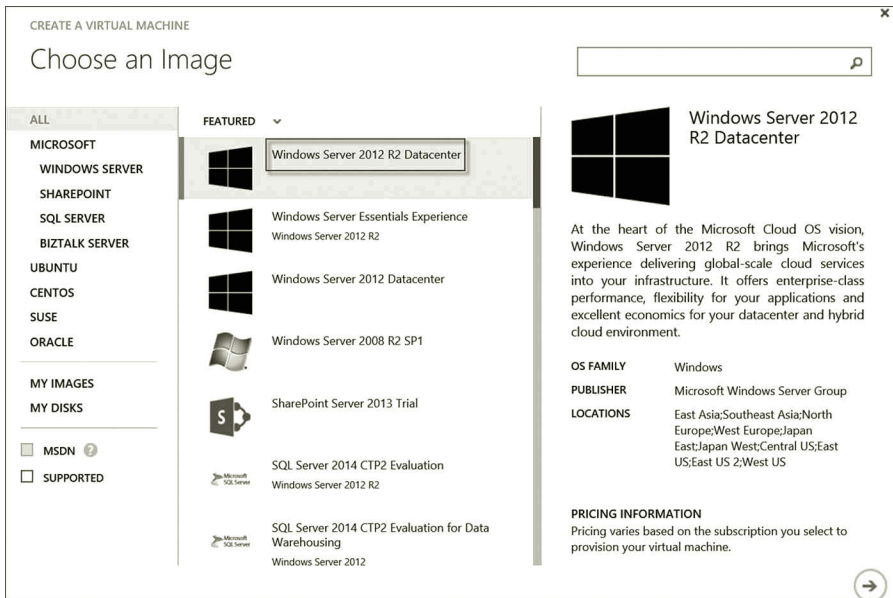 CREATE A VIRTUAL MACHINE
Choose an Image
ALL
MICROSOFT
WINDOWS SERVER
SHAREPOINT
SQL SERVER
BIZTALK SERVER
UBUNTU
CENTOS
SUSE
ORACLE
MY IMAGES
MY DISKS
MSDN ?
SUPPORTED
FEATURED
Windows Server 2012 R2 Datacenter
Windows Server Essentials Experience
Windows Server 2012 R2
Windows Server 2012 Datacenter
Windows Server 2008 R2 SP1
S
SharePoint Server 2013 Trial
Microsoft
SQL Server
SQL Server 2014 CTP2 Evaluation
Windows Server 2012 R2
Microsoft
SQL Server
SQL Server 2014 CTP2 Evaluation for Data
Warehousing
Windows Server 2012
Windows Server 2012
R2 Datacenter
At the heart of the Microsoft Cloud OS vision,
Windows Server 2012 R2 brings Microsoft's
experience delivering global-scale cloud services
into your infrastructure. It offers enterprise-class
performance, flexibility for your applications and
excellent economics for your datacenter and hybrid
cloud environment.
OS FAMILY Windows
PUBLISHER Microsoft Windows Server Group
LOCATIONS East Asia;Southeast Asia;North
Europe;West Europe;Japan
East;Japan West;Central US;East
US;East US 2;West US
PRICING INFORMATION
Pricing varies based on the subscription you select to
provision your virtual machine.